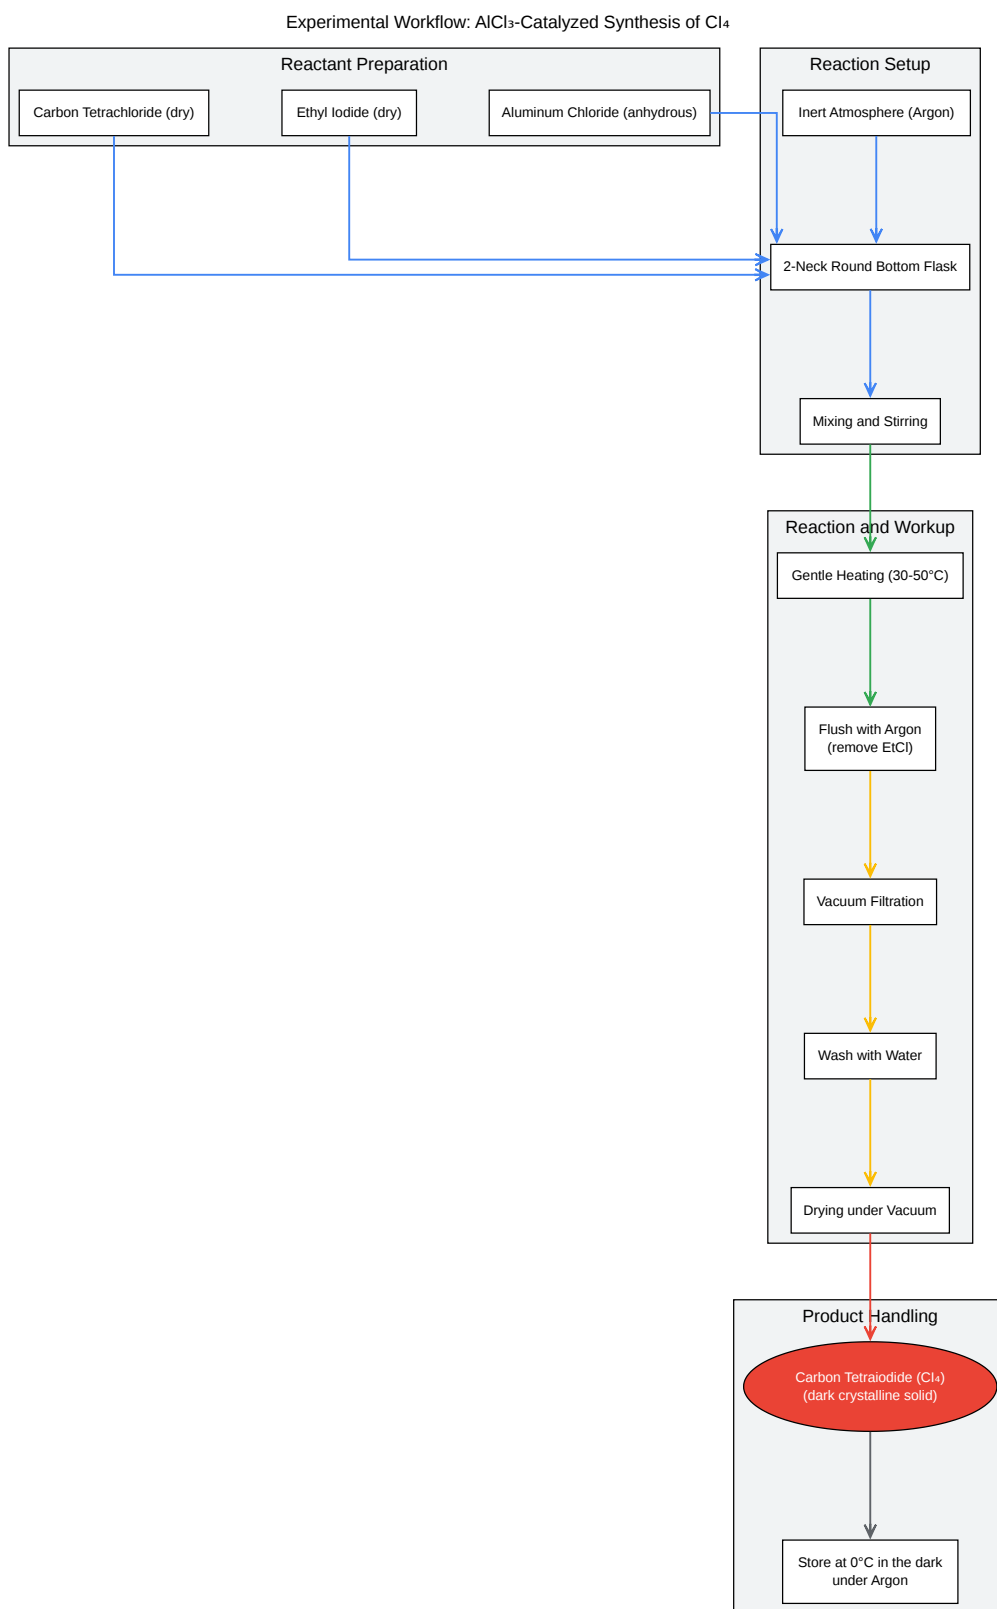 Experimental Workflow: AlCl₃-Catalyzed Synthesis of CI₄
Reactant Preparation
Carbon Tetrachloride (dry)
Ethyl Iodide (dry)
Aluminum Chloride (anhydrous)
Reaction Setup
Inert Atmosphere (Argon)
2-Neck Round Bottom Flask
Mixing and Stirring
Reaction and Workup
Gentle Heating (30-50°C)
Flush with Argon
(remove EtCl)
Vacuum Filtration
Wash with Water
Drying under Vacuum
Product Handling
Carbon Tetraiodide (CI₄)
(dark crystalline solid)
Store at 0°C in the dark
under Argon